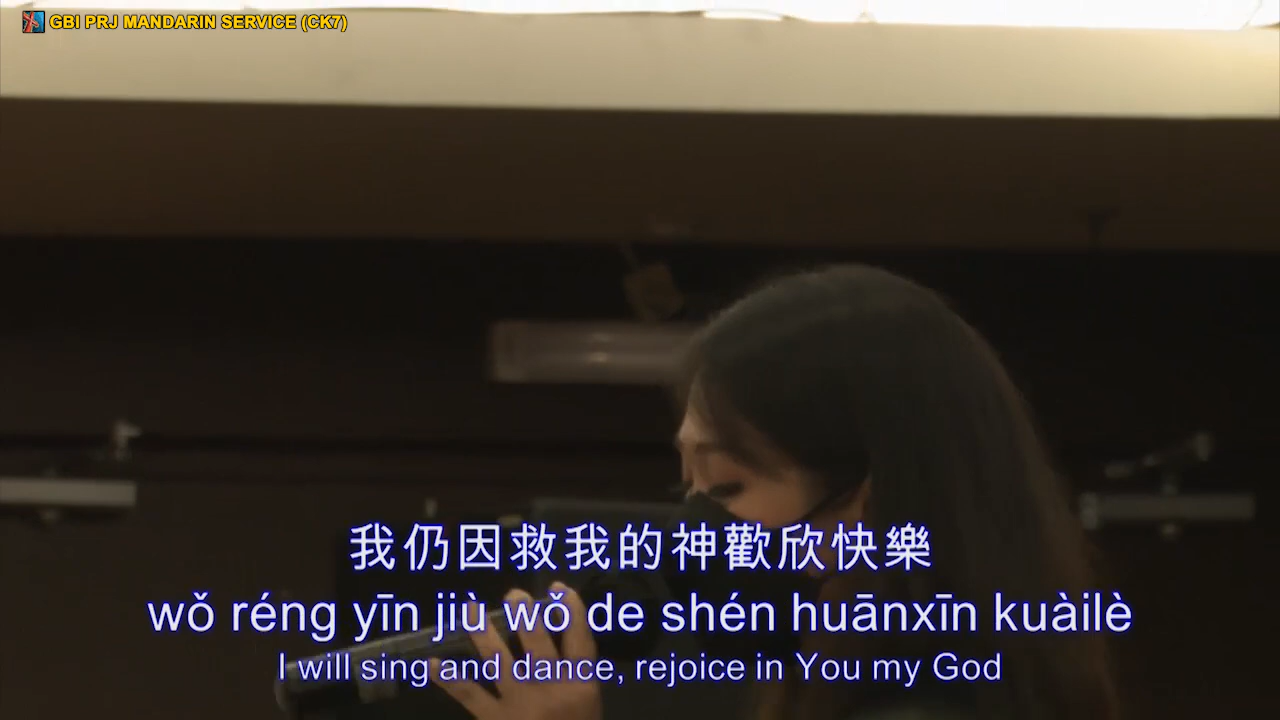 GBI PRJ MANDARIN SERVICE (CK7)
我仍因救我的神歡欣快樂
wǒ réng yīn jiù wǒ de shén huānxīn kuàilè
I will sing and dance, rejoice in You my God